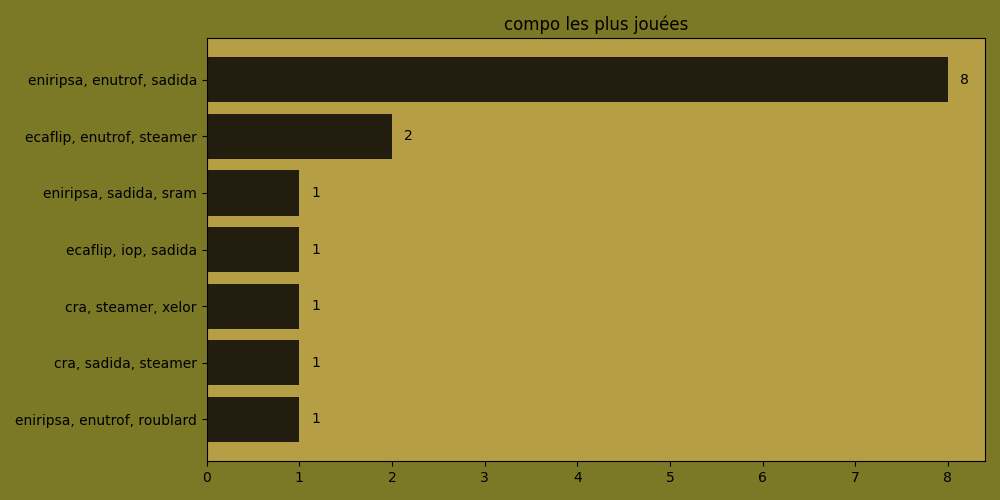 compo les plus jouées
eniripsa, enutrof, sadida 8
ecaflip, enutrof, steamer 2
eniripsa, sadida, sram 1
ecaflip, iop, sadida 1
cra, steamer, xelor 1
cra, sadida, steamer 1
eniripsa, enutrof, roublard 1
0 1 2 3 4 5 6 7 8